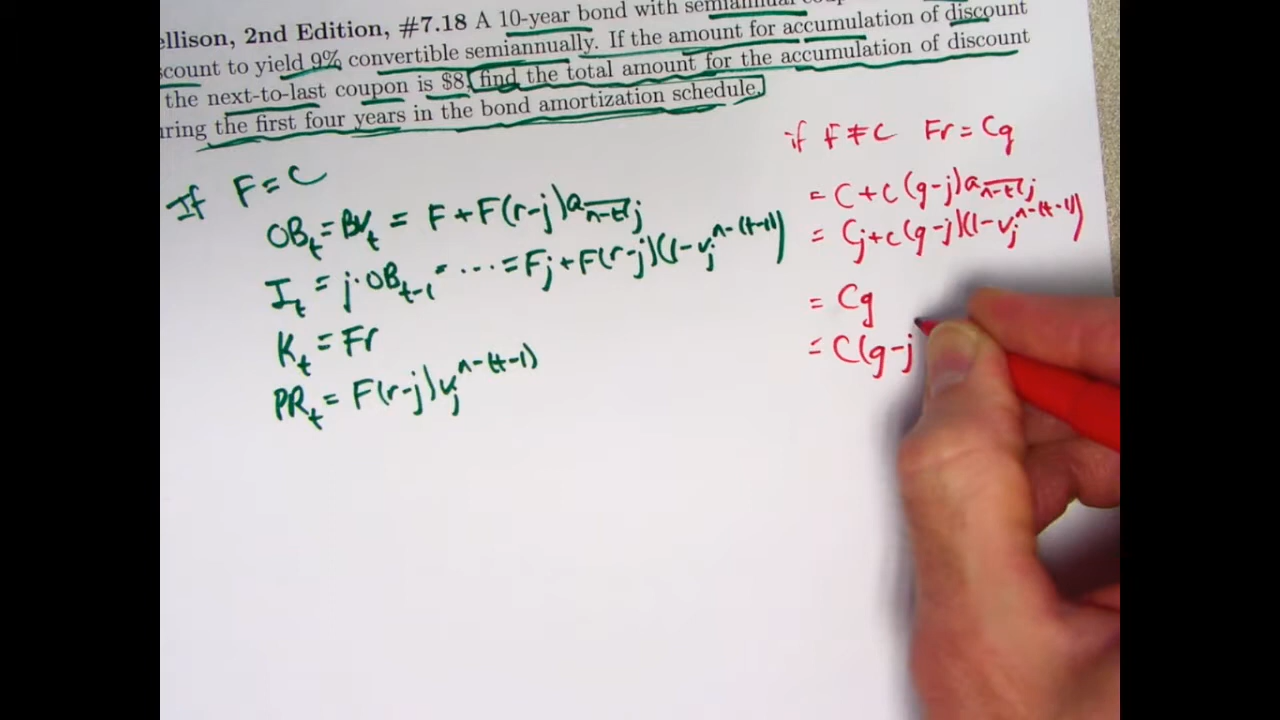 ellison, 2nd Edition, #7.18 A 10-year bond with semiannual coup
scount to yield 9% convertible semiannually. If the amount for accumulation of discount
the next-to-last coupon is $8, find the total amount for the accumulation of discount
ring the first four years in the bond amortization schedule.
If F = C
OB_t = BV_t = F + F(r-j)a_{\overline{n-t}|j}
I_t = j·OB_{t-1} = ... = Fj + F(r-j)(1-v_j^{n-(t-1)})
K_t = Fr
PR_t = F(r-j)v_j^{n-(t-1)}
if F ≠ C Fr = Cg
= C + C(g-j)a_{\overline{n-t}|j}
= Cj + C(g-j)(1-v_j^{n-(t-1)})
= Cg
= C(g-j